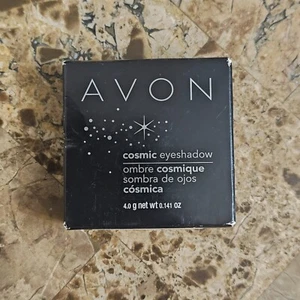 AVON
cosmic eyeshadow
ombre cosmique
sombra de ojos
cósmica
4.0 g net wt 0.141 oz